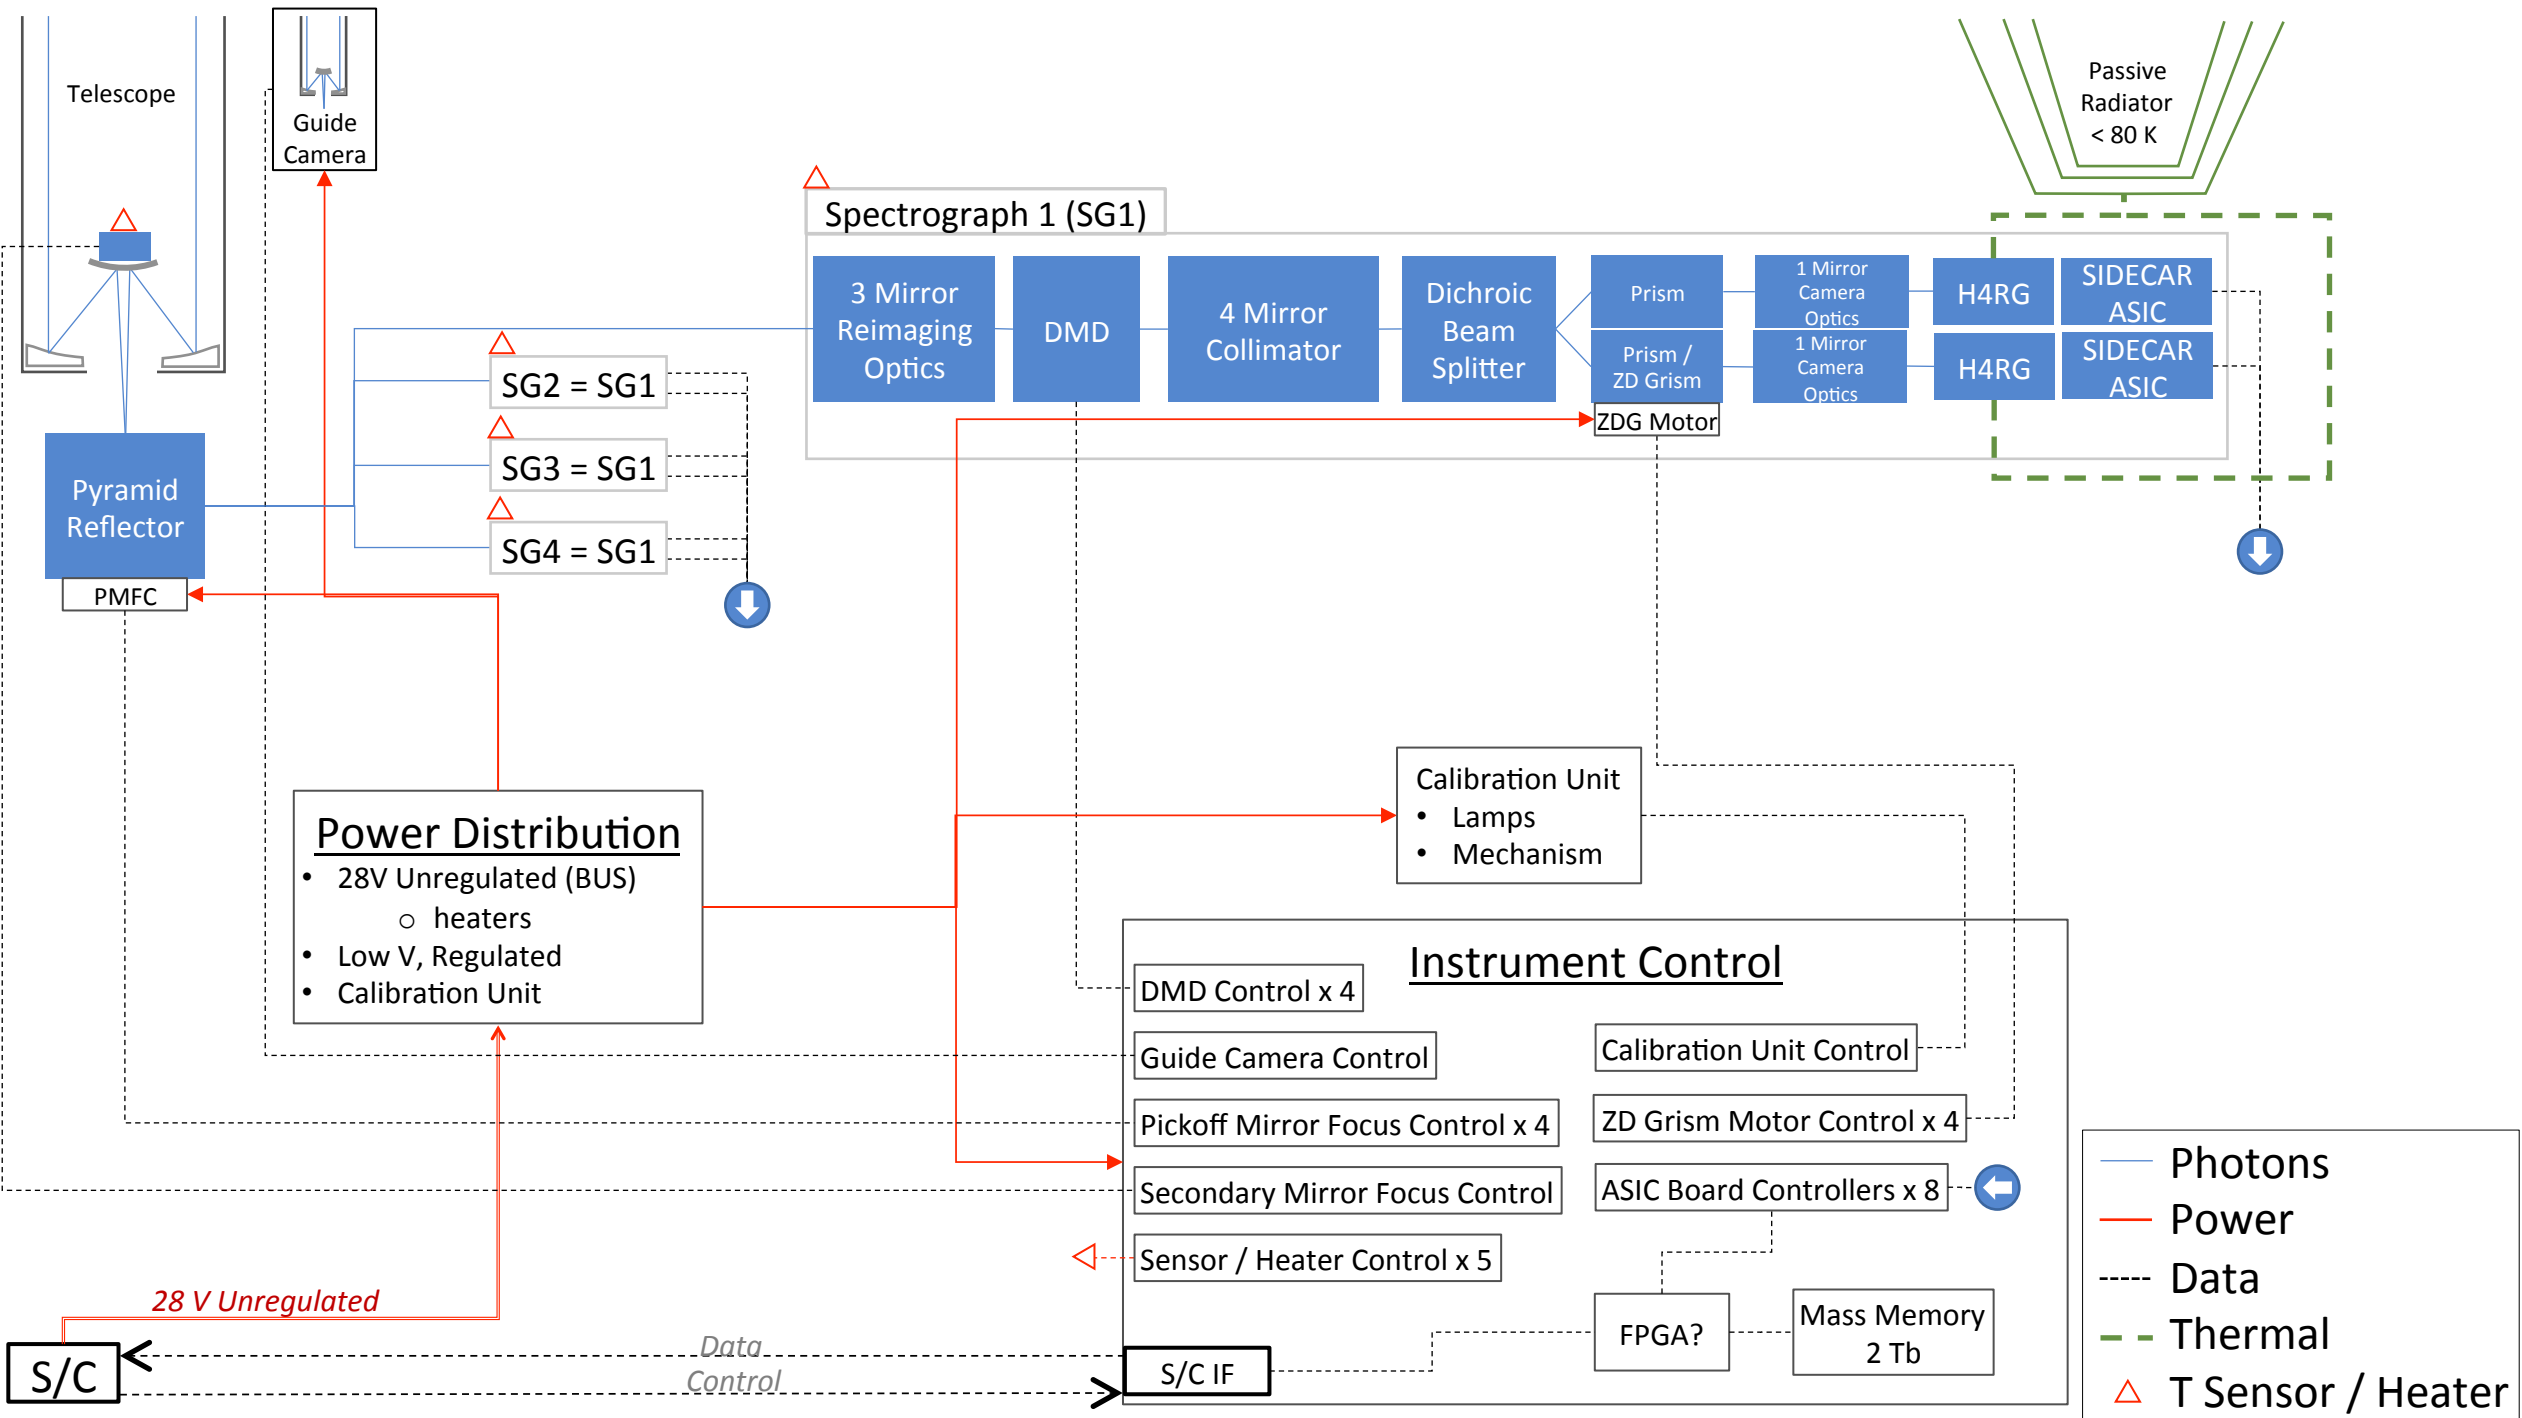 Telescope
Guide
Camera
Passive
Radiator
< 80 K
Spectrograph 1 (SG1)
3 Mirror
Reimaging
Optics
DMD
4 Mirror
Collimator
Dichroic
Beam
Splitter
Prism
1 Mirror
Camera
Optics
H4RG
SIDECAR
ASIC
Prism /
ZD Grism
1 Mirror
Camera
Optics
H4RG
SIDECAR
ASIC
ZDG Motor
SG2 = SG1
SG3 = SG1
SG4 = SG1
Pyramid
Reflector
PMFC
Power Distribution
• 28V Unregulated (BUS)
o heaters
• Low V, Regulated
• Calibration Unit
Calibration Unit
• Lamps
• Mechanism
Instrument Control
DMD Control x 4
Guide Camera Control
Pickoff Mirror Focus Control x 4
Secondary Mirror Focus Control
Sensor / Heater Control x 5
Calibration Unit Control
ZD Grism Motor Control x 4
ASIC Board Controllers x 8
FPGA?
Mass Memory
2 Tb
S/C IF
28 V Unregulated
Data
Control
S/C
Photons
Power
Data
Thermal
T Sensor / Heater